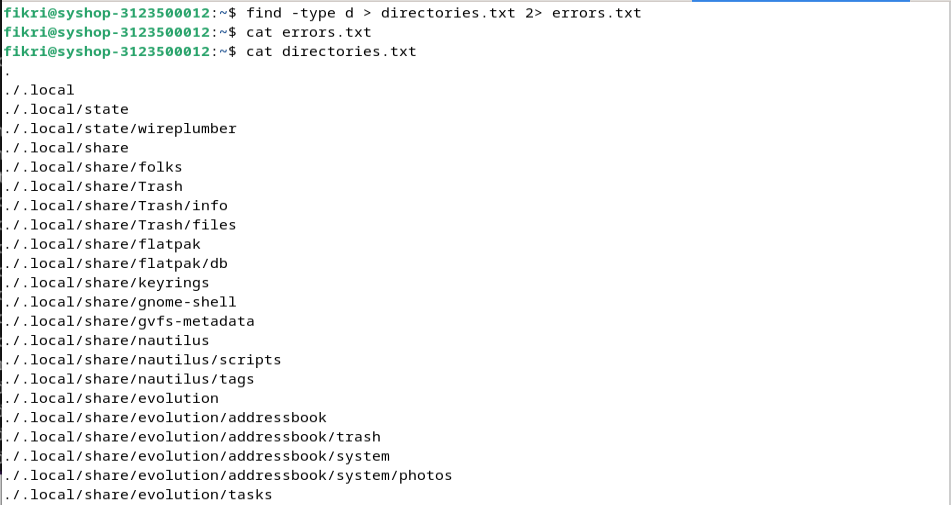 fikri@syshop-3123500012:~$ find -type d > directories.txt 2> errors.txt
fikri@syshop-3123500012:~$ cat errors.txt
fikri@syshop-3123500012:~$ cat directories.txt
.
./.local
./.local/state
./.local/state/wireplumber
./.local/share
./.local/share/folks
./.local/share/Trash
./.local/share/Trash/info
./.local/share/Trash/files
./.local/share/flatpak
./.local/share/flatpak/db
./.local/share/keyrings
./.local/share/gnome-shell
./.local/share/gvfs-metadata
./.local/share/nautilus
./.local/share/nautilus/scripts
./.local/share/nautilus/tags
./.local/share/evolution
./.local/share/evolution/addressbook
./.local/share/evolution/addressbook/trash
./.local/share/evolution/addressbook/system
./.local/share/evolution/addressbook/system/photos
./.local/share/evolution/tasks